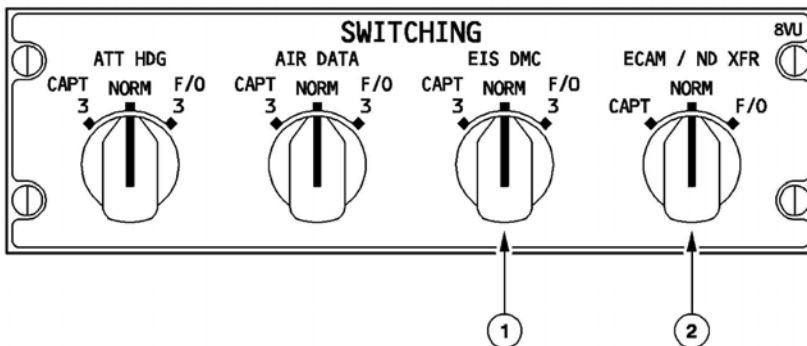 SWITCHING
8VU
ATT HDG AIR DATA EIS DMC ECAM / ND XFR
CAPT 3 NORM F/O 3 CAPT 3 NORM F/O 3 CAPT 3 NORM F/O 3 CAPT NORM F/O
1 2